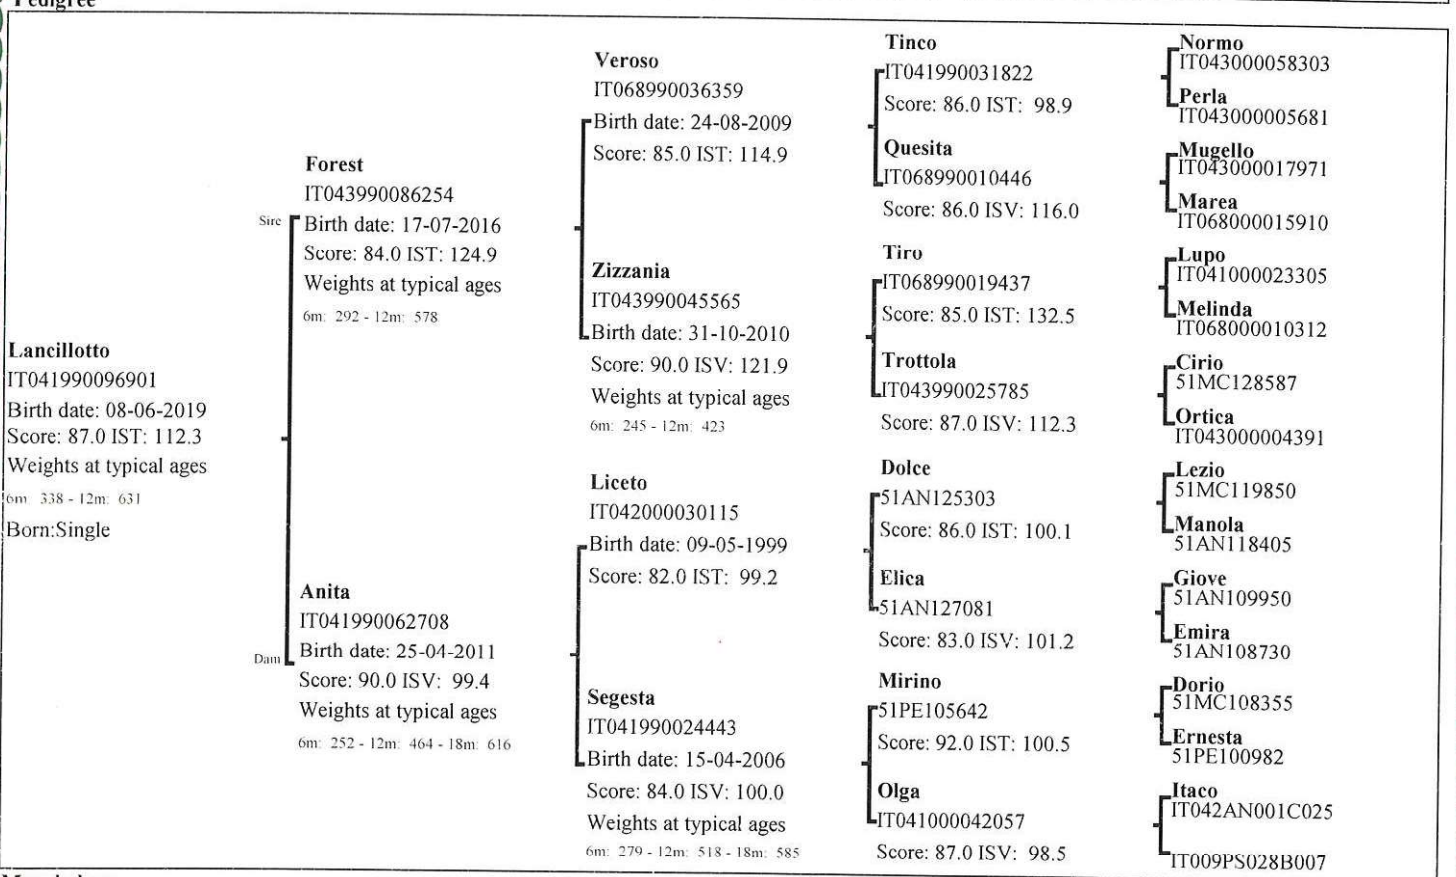 Pedigree
Lancillotto
IT041990096901
Birth date: 08-06-2019
Score: 87.0 IST: 112.3
Weights at typical ages
6m: 338 - 12m: 631
Born:Single
Sire
Forest
IT043990086254
Birth date: 17-07-2016
Score: 84.0 IST: 124.9
Weights at typical ages
6m: 292 - 12m: 578
Dam
Anita
IT041990062708
Birth date: 25-04-2011
Score: 90.0 ISV: 99.4
Weights at typical ages
6m: 252 - 12m: 464 - 18m: 616
Veroso
IT068990036359
Birth date: 24-08-2009
Score: 85.0 IST: 114.9
Zizzania
IT043990045565
Birth date: 31-10-2010
Score: 90.0 ISV: 121.9
Weights at typical ages
6m: 245 - 12m: 423
Liceto
IT042000030115
Birth date: 09-05-1999
Score: 82.0 IST: 99.2
Segesta
IT041990024443
Birth date: 15-04-2006
Score: 84.0 ISV: 100.0
Weights at typical ages
6m: 279 - 12m: 518 - 18m: 585
Tinco
IT041990031822
Score: 86.0 IST: 98.9
Quesita
IT068990010446
Score: 86.0 ISV: 116.0
Tiro
IT068990019437
Score: 85.0 IST: 132.5
Trottola
IT043990025785
Score: 87.0 ISV: 112.3
Dolce
51AN125303
Score: 86.0 IST: 100.1
Elica
51AN127081
Score: 83.0 ISV: 101.2
Mirino
51PE105642
Score: 92.0 IST: 100.5
Olga
IT041000042057
Score: 87.0 ISV: 98.5
Normo
IT043000058303
Perla
IT043000005681
Mugello
IT043000017971
Marea
IT068000015910
Lupo
IT041000023305
Melinda
IT068000010312
Cirio
51MC128587
Ortica
IT043000004391
Lezio
51MC119850
Manola
51AN118405
Giove
51AN109950
Emira
51AN108730
Dorio
51MC108355
Ernesta
51PE100982
Itaco
IT042AN001C025
IT009PS028B007